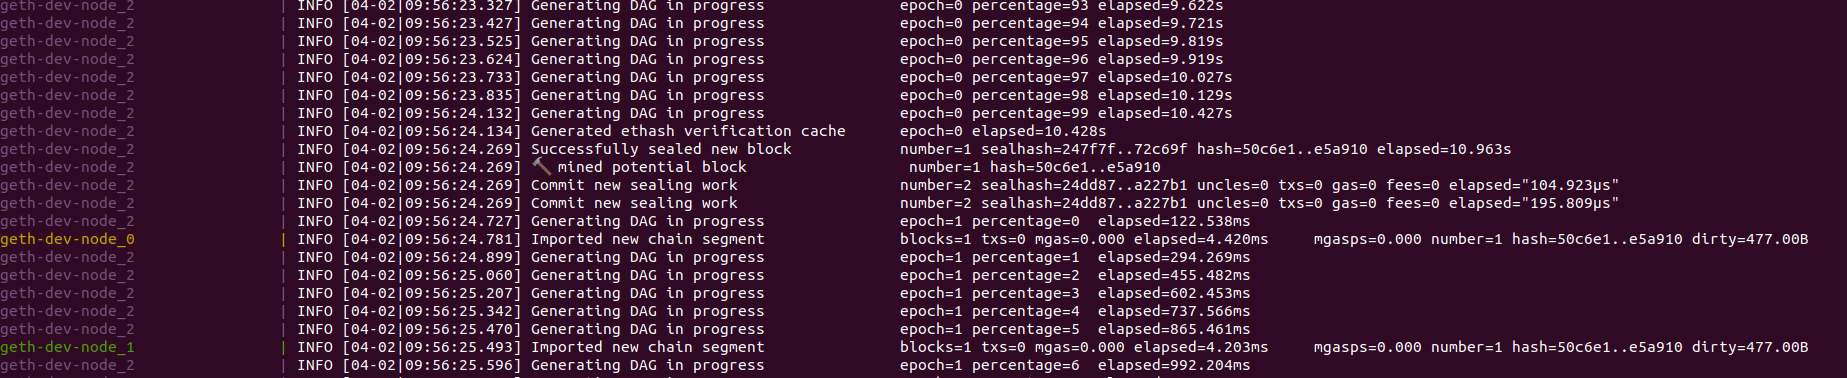 geth-dev-node_2 | INFO [04-02|09:56:23.327] Generating DAG in progress epoch=0 percentage=93 elapsed=9.622s
geth-dev-node_2 | INFO [04-02|09:56:23.427] Generating DAG in progress epoch=0 percentage=94 elapsed=9.721s
geth-dev-node_2 | INFO [04-02|09:56:23.525] Generating DAG in progress epoch=0 percentage=95 elapsed=9.819s
geth-dev-node_2 | INFO [04-02|09:56:23.624] Generating DAG in progress epoch=0 percentage=96 elapsed=9.919s
geth-dev-node_2 | INFO [04-02|09:56:23.733] Generating DAG in progress epoch=0 percentage=97 elapsed=10.027s
geth-dev-node_2 | INFO [04-02|09:56:23.835] Generating DAG in progress epoch=0 percentage=98 elapsed=10.129s
geth-dev-node_2 | INFO [04-02|09:56:24.132] Generating DAG in progress epoch=0 percentage=99 elapsed=10.427s
geth-dev-node_2 | INFO [04-02|09:56:24.134] Generated ethash verification cache epoch=0 elapsed=10.428s
geth-dev-node_2 | INFO [04-02|09:56:24.269] Successfully sealed new block number=1 sealhash=247f7f..72c69f hash=50c6e1..e5a910 elapsed=10.963s
geth-dev-node_2 | INFO [04-02|09:56:24.269] 🔨 mined potential block number=1 hash=50c6e1..e5a910
geth-dev-node_2 | INFO [04-02|09:56:24.269] Commit new sealing work number=2 sealhash=24dd87..a227b1 uncles=0 txs=0 gas=0 fees=0 elapsed="104.923µs"
geth-dev-node_2 | INFO [04-02|09:56:24.269] Commit new sealing work number=2 sealhash=24dd87..a227b1 uncles=0 txs=0 gas=0 fees=0 elapsed="195.809µs"
geth-dev-node_2 | INFO [04-02|09:56:24.727] Generating DAG in progress epoch=1 percentage=0 elapsed=122.538ms
geth-dev-node_0 | INFO [04-02|09:56:24.781] Imported new chain segment blocks=1 txs=0 mgas=0.000 elapsed=4.420ms mgasps=0.000 number=1 hash=50c6e1..e5a910 dirty=477.00B
geth-dev-node_2 | INFO [04-02|09:56:24.899] Generating DAG in progress epoch=1 percentage=1 elapsed=294.269ms
geth-dev-node_2 | INFO [04-02|09:56:25.060] Generating DAG in progress epoch=1 percentage=2 elapsed=455.482ms
geth-dev-node_2 | INFO [04-02|09:56:25.207] Generating DAG in progress epoch=1 percentage=3 elapsed=602.453ms
geth-dev-node_2 | INFO [04-02|09:56:25.342] Generating DAG in progress epoch=1 percentage=4 elapsed=737.566ms
geth-dev-node_2 | INFO [04-02|09:56:25.470] Generating DAG in progress epoch=1 percentage=5 elapsed=865.461ms
geth-dev-node_1 | INFO [04-02|09:56:25.493] Imported new chain segment blocks=1 txs=0 mgas=0.000 elapsed=4.203ms mgasps=0.000 number=1 hash=50c6e1..e5a910 dirty=477.00B
geth-dev-node_2 | INFO [04-02|09:56:25.596] Generating DAG in progress epoch=1 percentage=6 elapsed=992.204ms